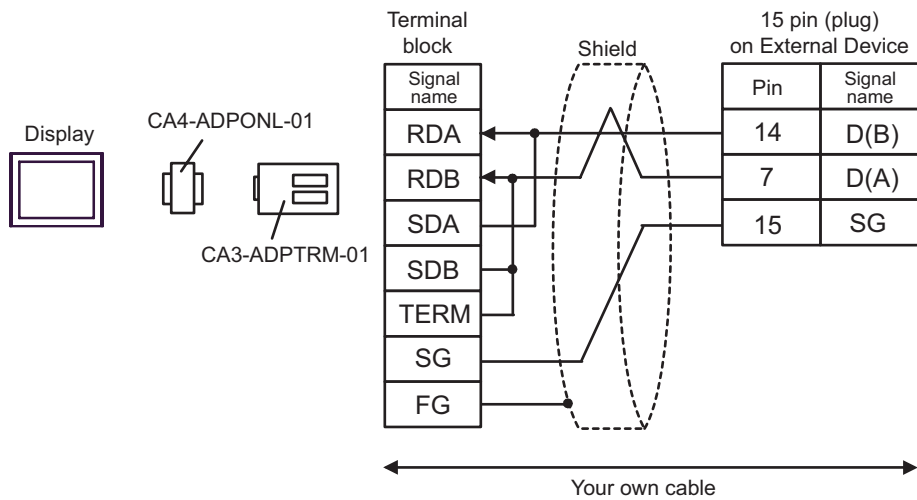 Terminal
block
Shield
15 pin (plug)
on External Device
Display
CA4-ADPONL-01
CA3-ADPTRM-01
Signal
name
RDA
RDB
SDA
SDB
TERM
SG
FG
Pin
Signal
name
14 D(B)
7 D(A)
15 SG
Your own cable